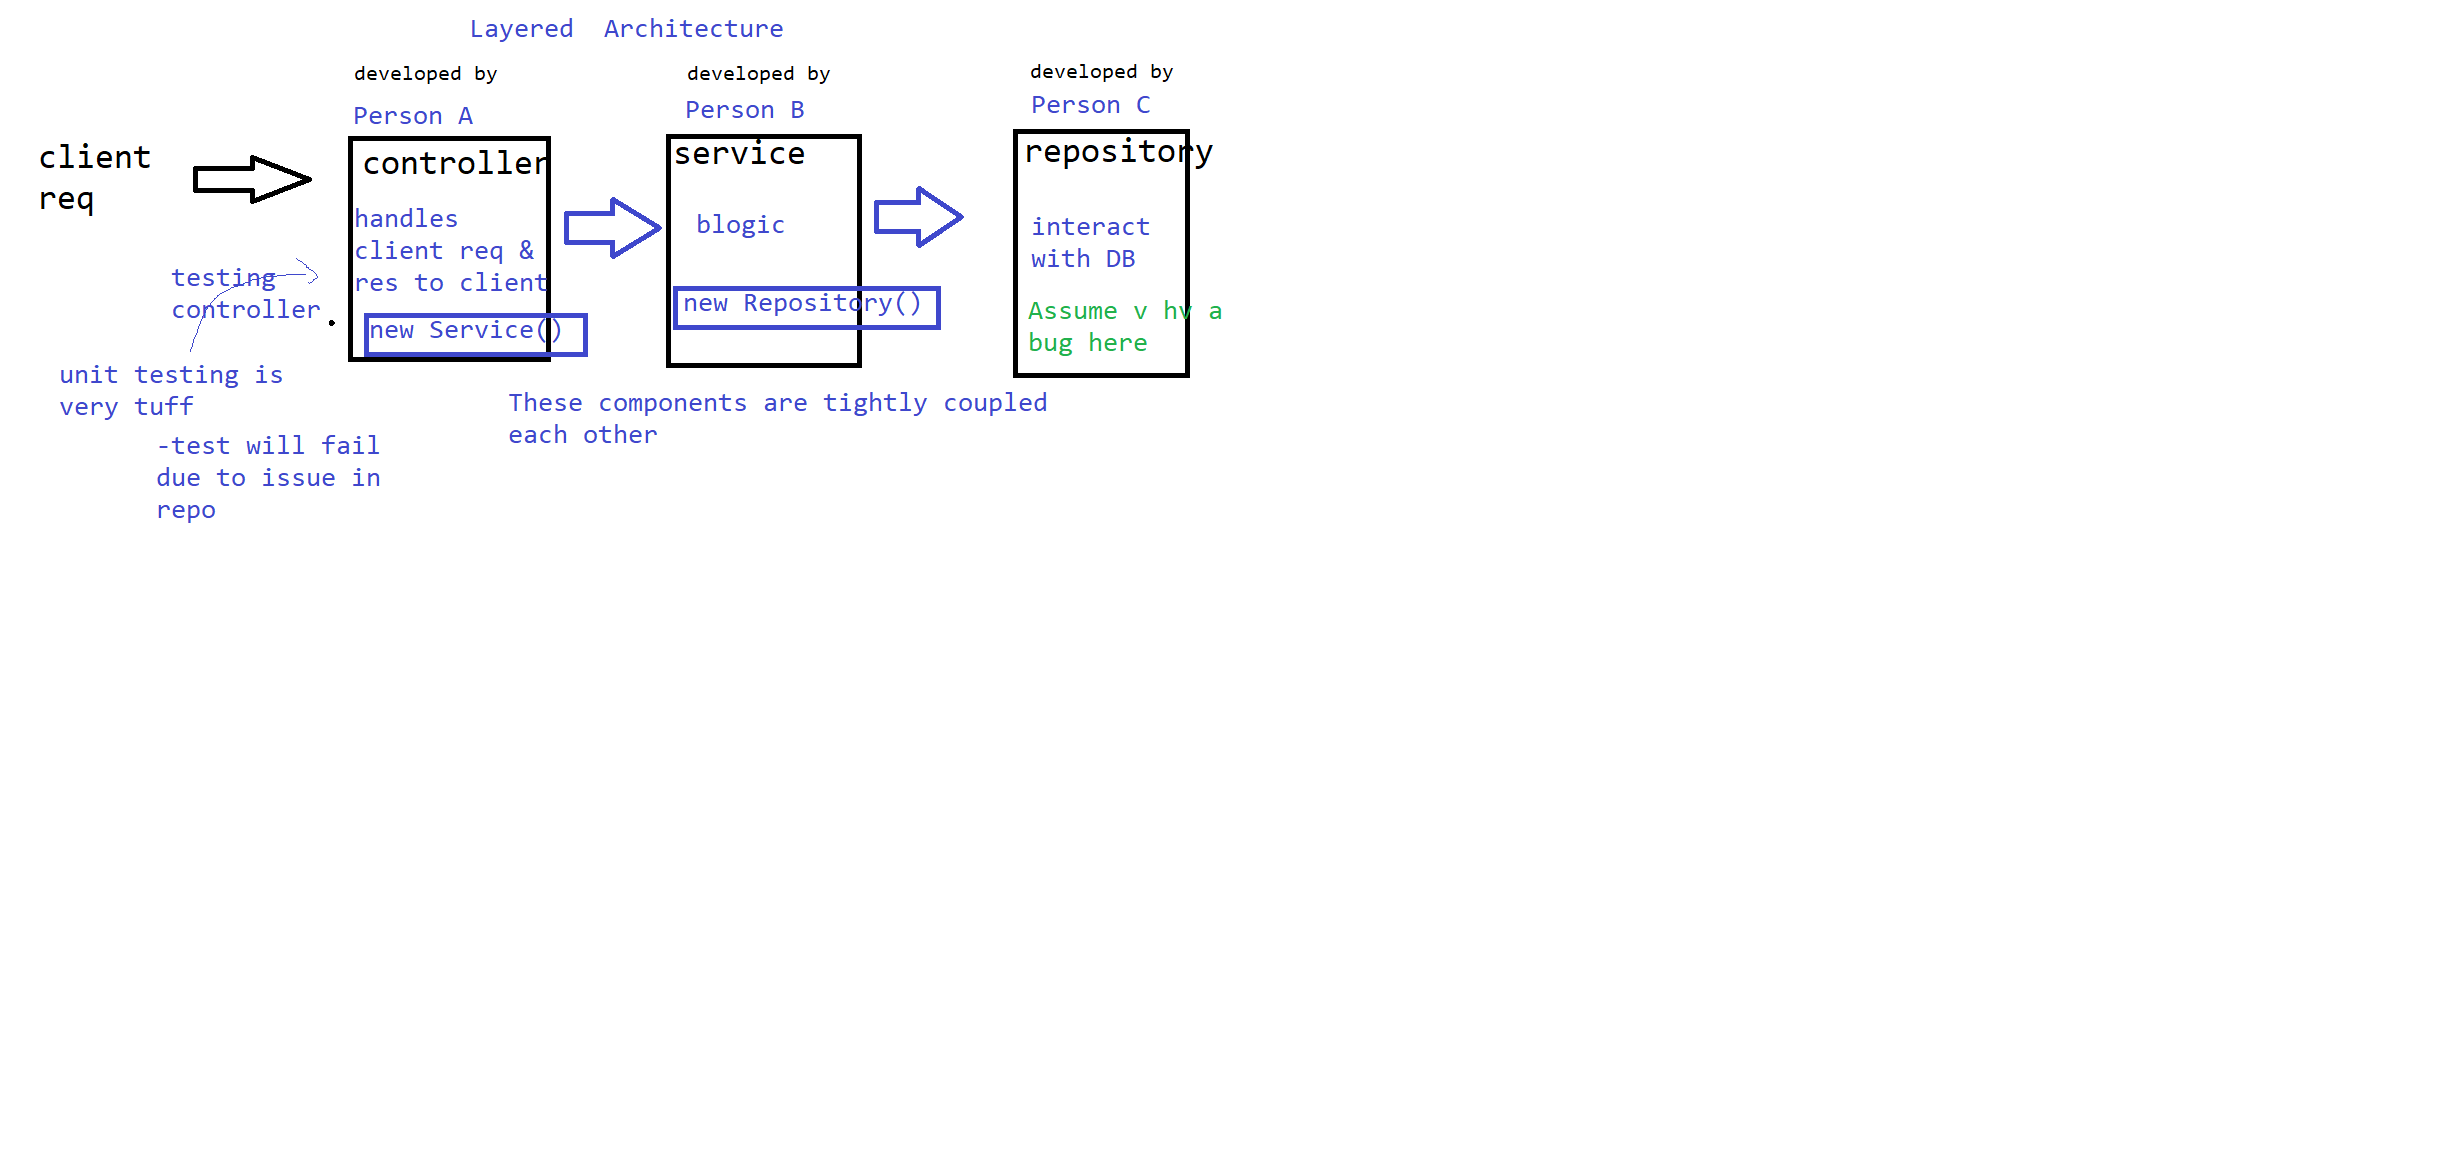 Layered  Architecture
developed by
Person A
developed by
Person B
developed by
Person C
client
req
controller
handles
client req &
res to client
new Service()
service
blogic
new Repository()
repository
interact
with DB
Assume v hv a
bug here
testing
controller
unit testing is
very tuff
-test will fail
due to issue in
repo
These components are tightly coupled
each other